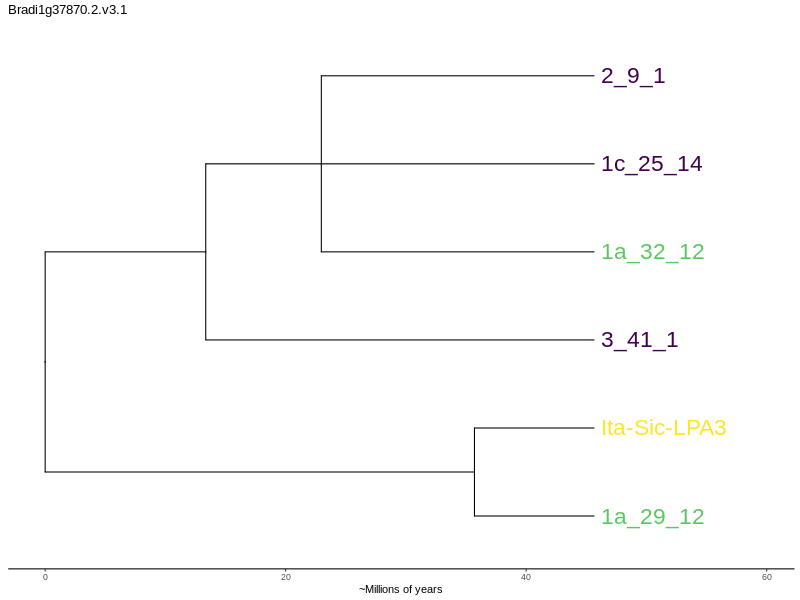 Bradi1g37870.2.v3.1
2_9_1
1c_25_14
1a_32_12
3_41_1
Ita-Sic-LPA3
1a_29_12
0 20 40 60
~Millions of years